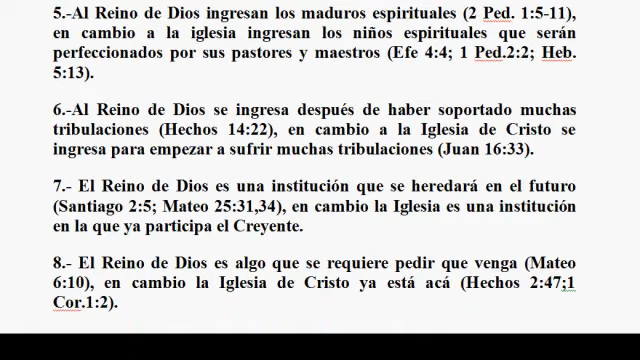 5.-Al Reino de Dios ingresan los maduros espirituales (2 Ped. 1:5-11),
en cambio a la iglesia ingresan los niños espirituales que serán
perfeccionados por sus pastores y maestros (Efe 4:4; 1 Ped.2:2; Heb.
5:13).
6.-Al Reino de Dios se ingresa después de haber soportado muchas
tribulaciones (Hechos 14:22), en cambio a la Iglesia de Cristo se
ingresa para empezar a sufrir muchas tribulaciones (Juan 16:33).
7.- El Reino de Dios es una institución que se heredará en el futuro
(Santiago 2:5; Mateo 25:31,34), en cambio la Iglesia es una institución
en la que ya participa el Creyente.
8.- El Reino de Dios es algo que se requiere pedir que venga (Mateo
6:10), en cambio la Iglesia de Cristo ya está acá (Hechos 2:47;1
Cor.1:2).